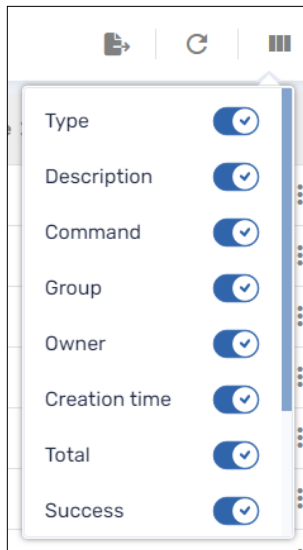 Type
Description
Command
Group
Owner
Creation time
Total
Success